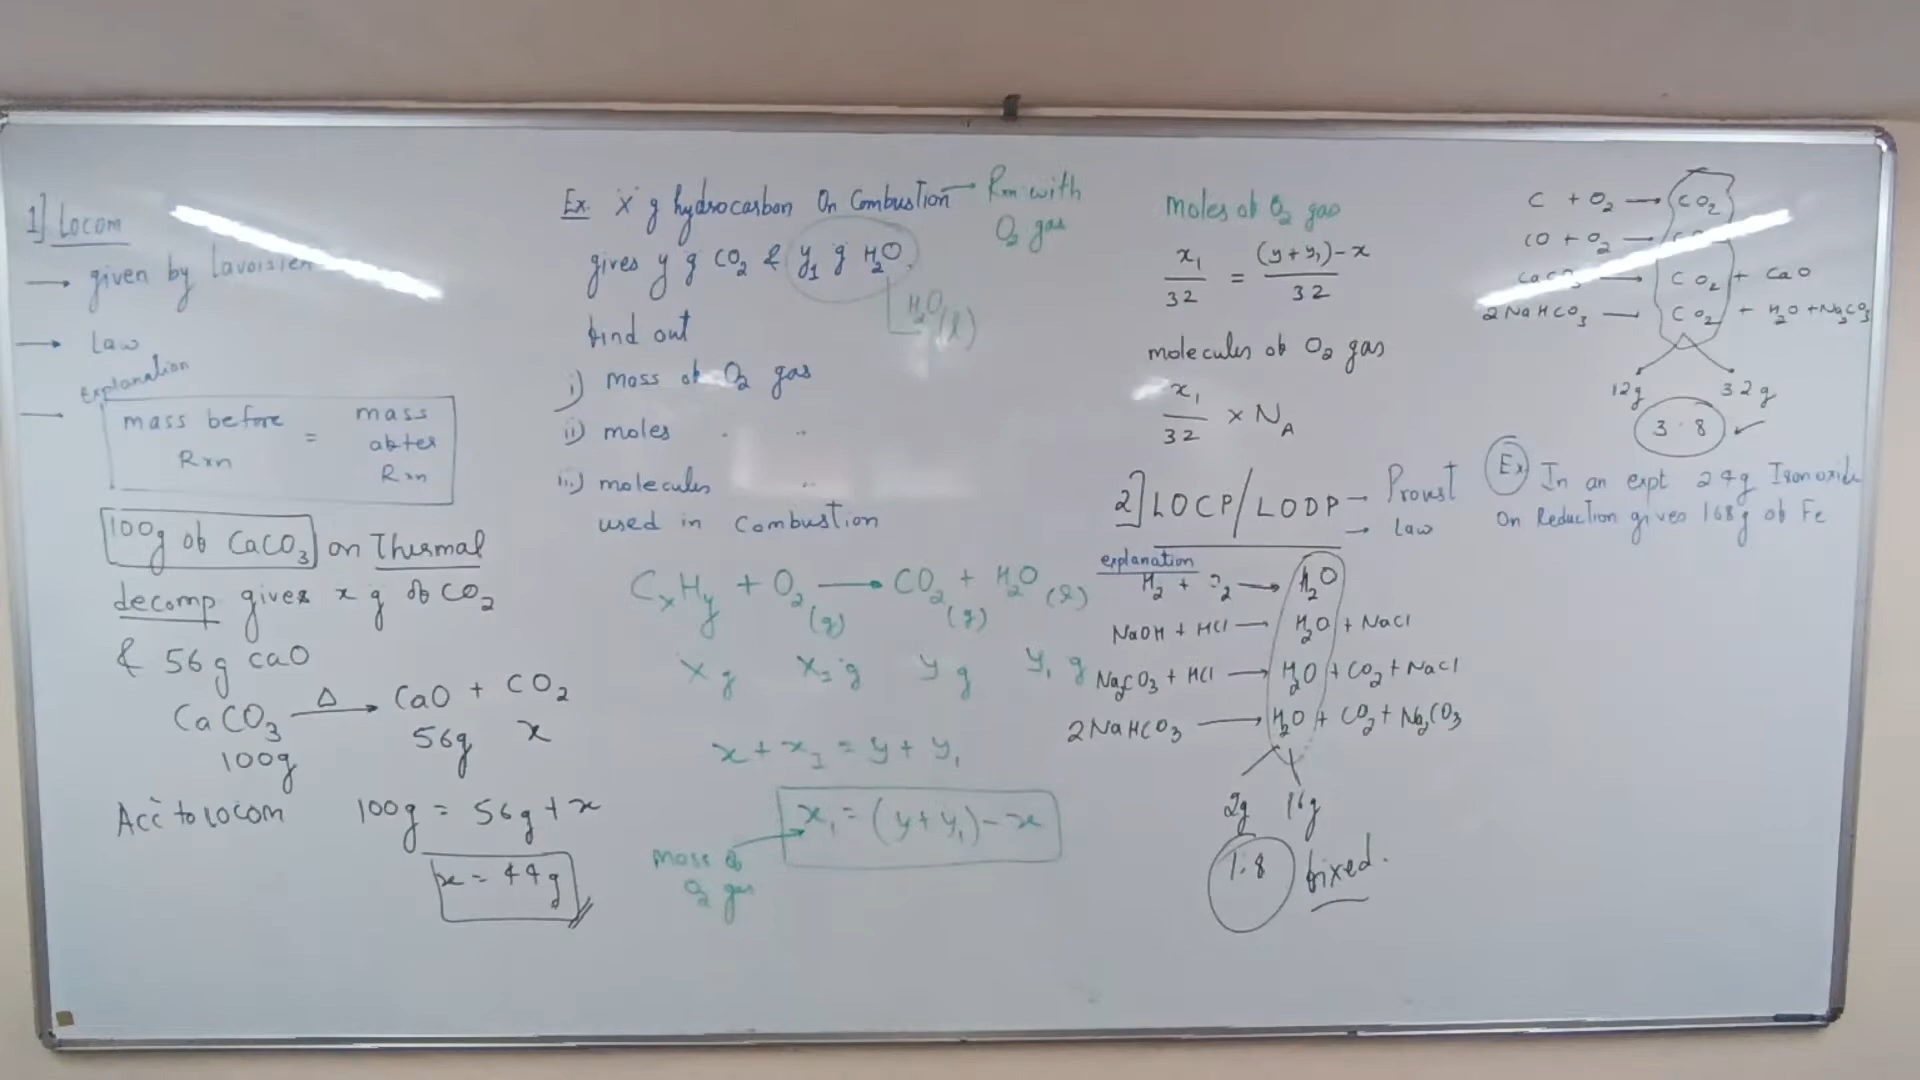 1] Locom
→ given by Lavoisier
→ Law
→ explanation
mass before Rxn = mass after Rxn
100g of CaCO3 on Thermal
decomp gives x g of CO2
& 56 g CaO
CaCO3 —Δ→ CaO + CO2
100g 56g x
Acc to locom 100g = 56g + x
x = 44g
Ex. X g hydrocarbon On Combustion → Rxn with O2 gas
gives y g CO2 & y1 g H2O.
H2O(l)
find out
i) mass of O2 gas
ii) moles " "
iii) molecules "
used in Combustion
CxHy + O2 (g) → CO2 (g) + H2O (l)
X g X1 g y g y1 g
x + x1 = y + y1
x1 = (y + y1) - x
mass of
O2 gas
moles of O2 gas
x1/32 = (y + y1) - x/32
molecules of O2 gas
x1/32 × NA
2] LOCP/LODP → Proust
→ Law
explanation
H2 + O2 → H2O
NaOH + HCl — H2O + NaCl
Na2CO3 + HCl → H2O + CO2 + NaCl
2NaHCO3 → H2O + CO2 + Na2CO3
2g 16g
1:8 fixed.
C + O2 → CO2
CO + O2 →
CaCO3 → CO2 + CaO
2NaHCO3 — CO2 + H2O + Na2CO3
12g 32g
3:8
Ex) In an expt 24g Iron oxide
On Reduction gives 168g of Fe